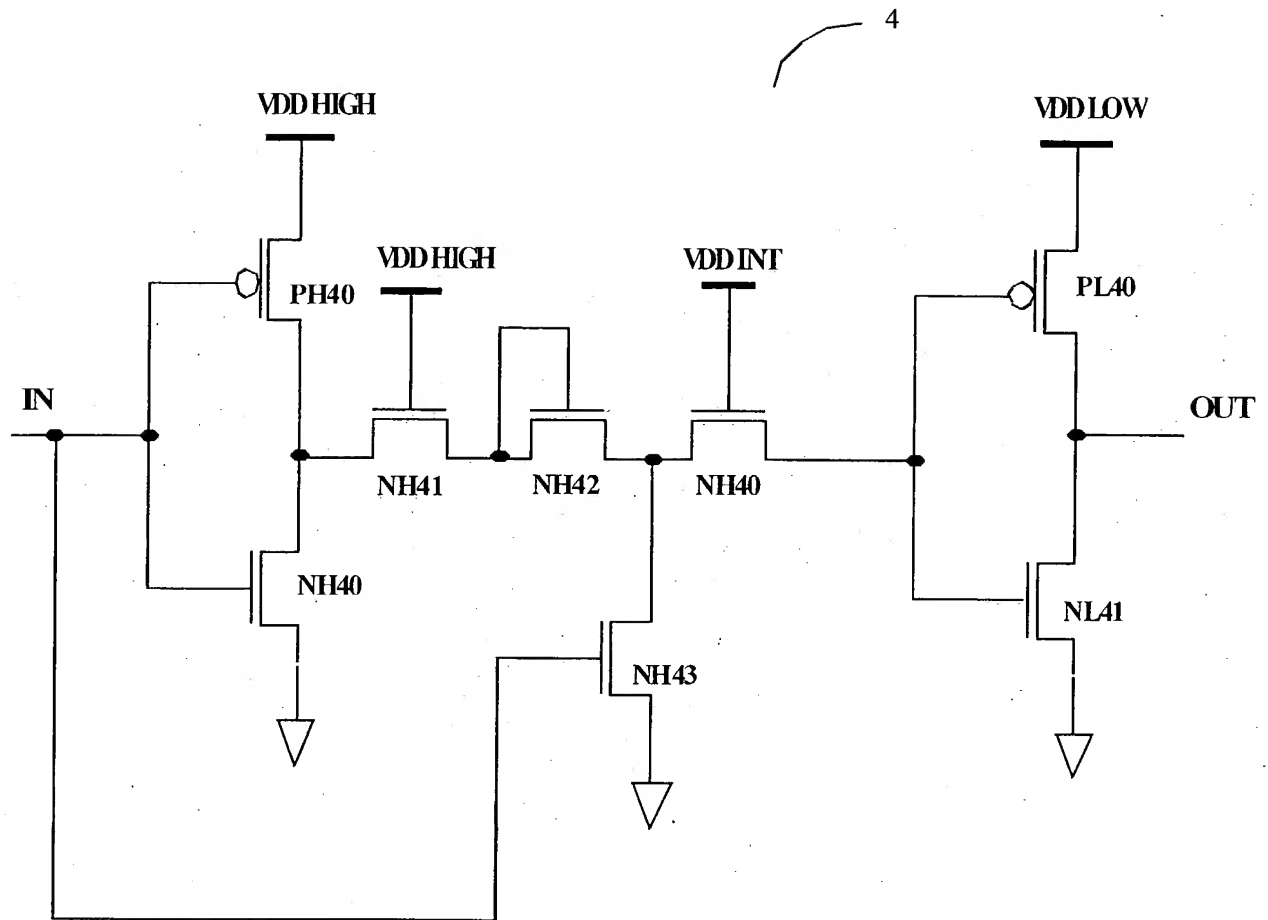 4
VDD HIGH
VDD LOW
VDD HIGH
VDD INT
PH40
PL40
IN
OUT
NH41
NH42
NH40
NH40
NL41
NH43